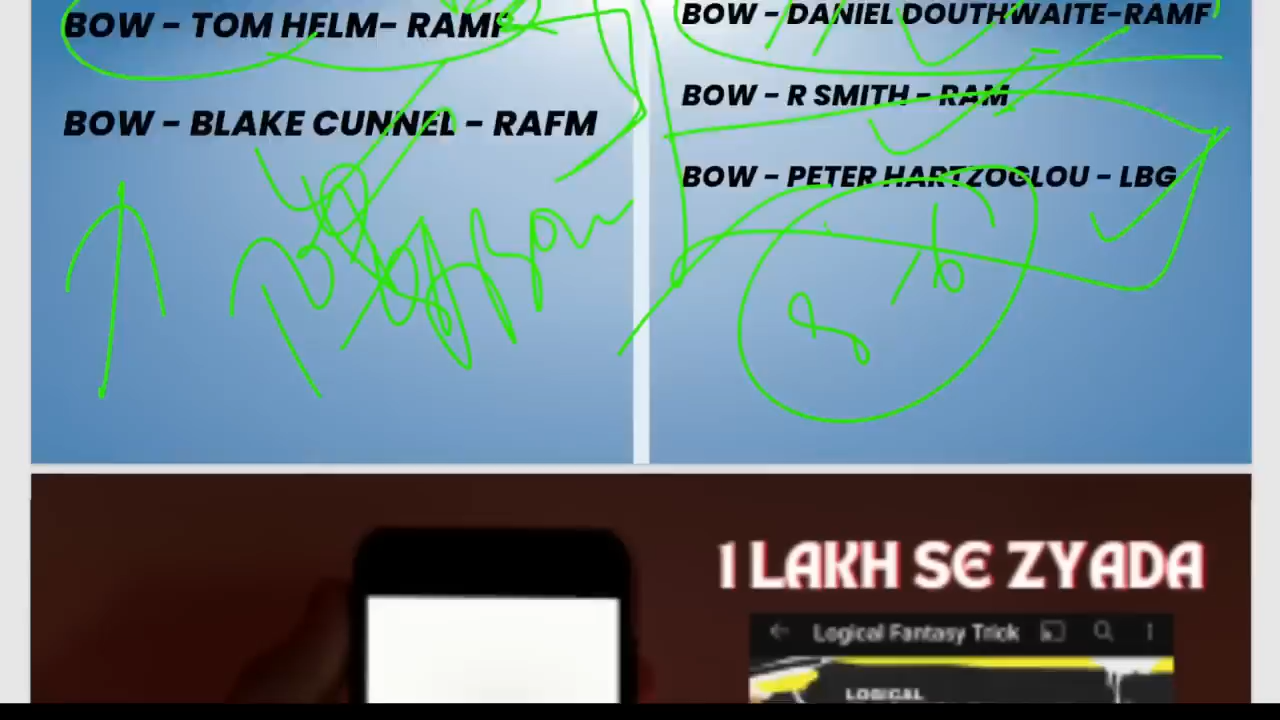 BOW - TOM HELM- RAMF
BOW - BLAKE CUNNEL - RAFM
BOW - DANIEL DOUTHWAITE-RAMF
BOW - R SMITH - RAM
BOW - PETER HARTZOGLOU - LBG
1 LAKH SE ZYADA
Logical Fantasy Trick
LOGICAL